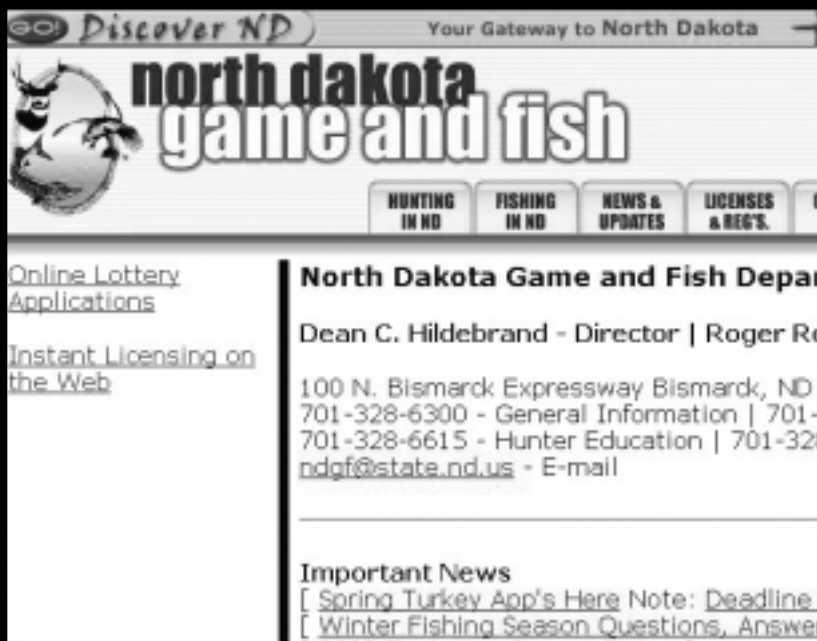 GO! Discover ND
Your Gateway to North Dakota
north dakota
game and fish
HUNTING IN ND
FISHING IN ND
NEWS & UPDATES
LICENSES & REG'S.
Online Lottery
Applications
Instant Licensing on
the Web
North Dakota Game and Fish Depar
Dean C. Hildebrand - Director | Roger Ro
100 N. Bismarck Expressway Bismarck, ND
701-328-6300 - General Information | 701-
701-328-6615 - Hunter Education | 701-328
ndgf@state.nd.us - E-mail
Important News
[ Spring Turkey App's Here Note: Deadline
[ Winter Fishing Season Questions, Answer